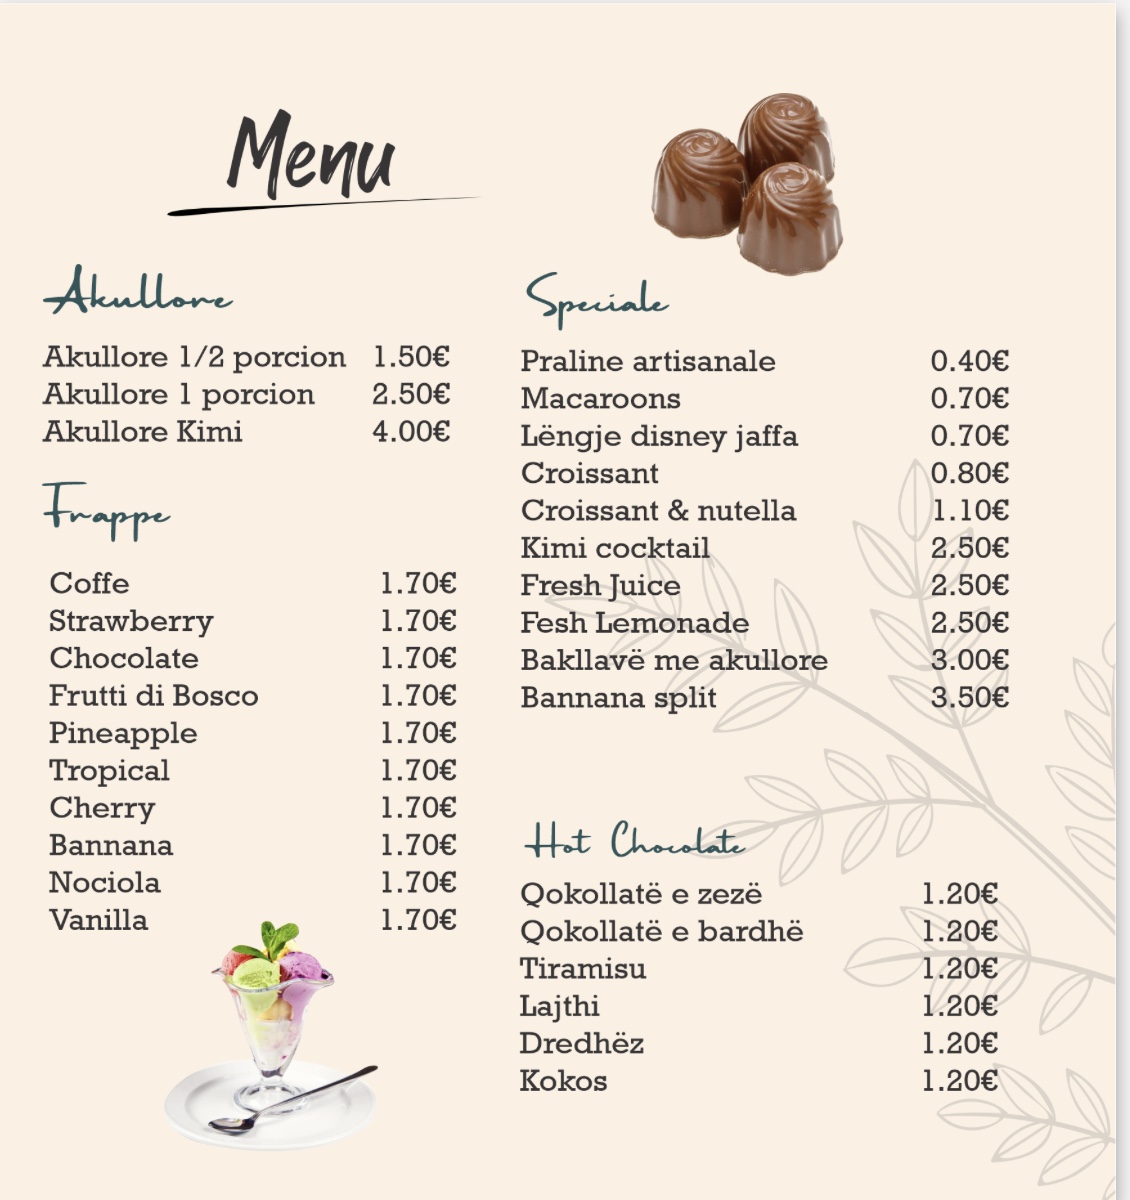 Menu
Akullore
Akullore 1/2 porcion 1.50€
Akullore 1 porcion 2.50€
Akullore Kimi 4.00€
Frappe
Coffe 1.70€
Strawberry 1.70€
Chocolate 1.70€
Frutti di Bosco 1.70€
Pineapple 1.70€
Tropical 1.70€
Cherry 1.70€
Bannana 1.70€
Nociola 1.70€
Vanilla 1.70€
Speciale
Praline artisanale 0.40€
Macaroons 0.70€
Lëngje disney jaffa 0.70€
Croissant 0.80€
Croissant & nutella 1.10€
Kimi cocktail 2.50€
Fresh Juice 2.50€
Fesh Lemonade 2.50€
Bakllavë me akullore 3.00€
Bannana split 3.50€
Hot Chocolate
Qokollatë e zezë 1.20€
Qokollatë e bardhë 1.20€
Tiramisu 1.20€
Lajthi 1.20€
Dredhëz 1.20€
Kokos 1.20€